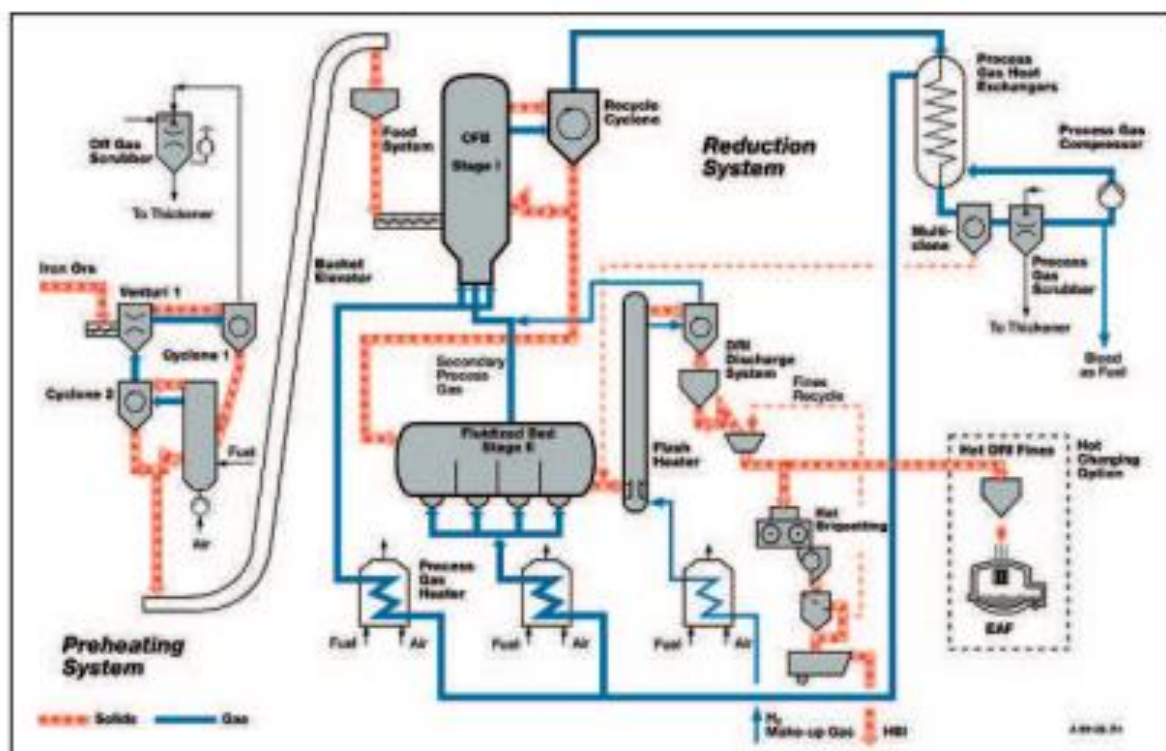 Off Gas
Scrubber
To Thickener
Iron Ore
Venturi 1
Cyclone 1
Cyclone 2
Fuel
Air
Preheating
System
Solids
Gas
Bucket
Elevator
Feed
System
CFB
Stage I
Recycle
Cyclone
Reduction
System
Process
Gas Heat
Exchangers
Process Gas
Compressor
Multi-
clone
Process
Gas
Scrubber
To Thickener
Bleed
as Fuel
Secondary
Process
Gas
DRI
Discharge
System
Fines
Recycle
Fluidized Bed
Stage II
Flash
Heater
Hot DRI Fines
Hot
Charging
Option
Hot
Briquetting
EAF
Process
Gas
Heater
Fuel
Air
Fuel
Air
Fuel
Air
H₂
Make-up Gas
HBI